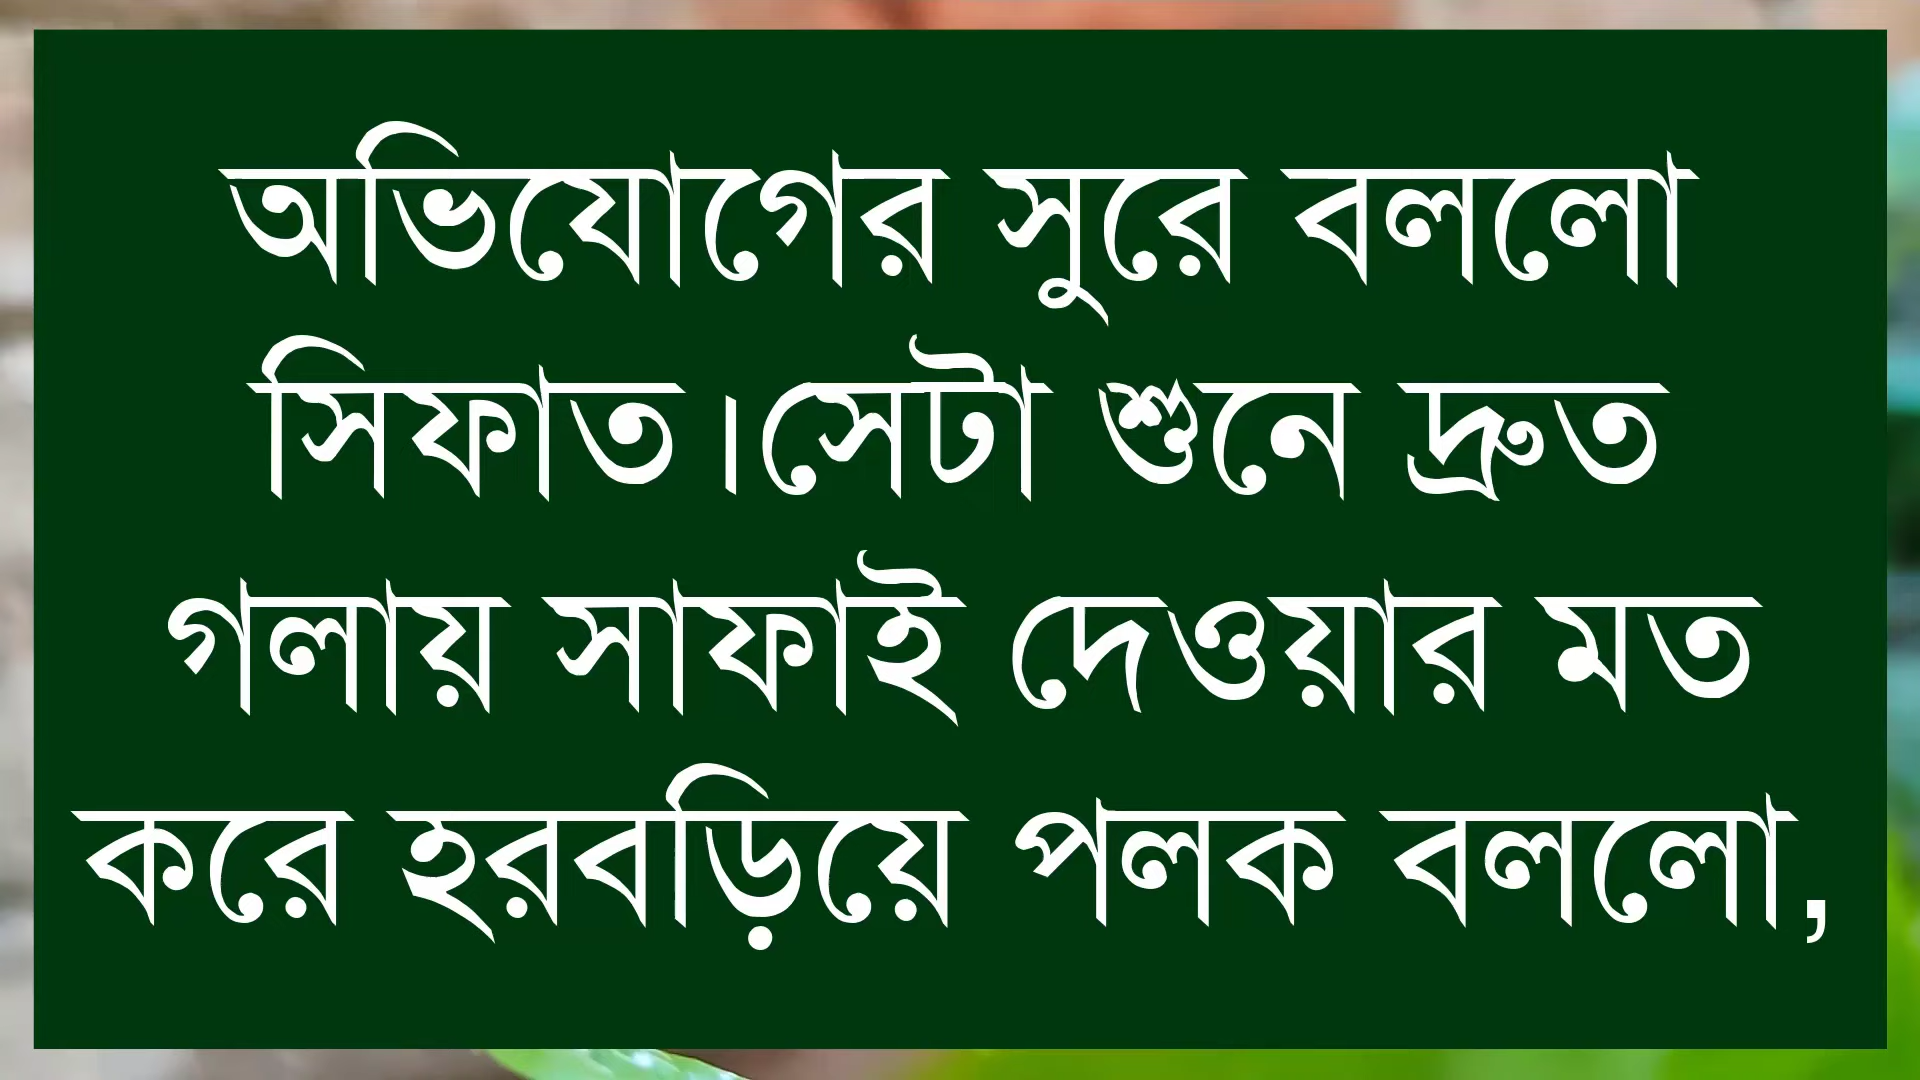 অভিযোগের সুরে বললো
সিফাত।সেটা শুনে দ্রুত
গলায় সাফাই দেওয়ার মত
করে হরবড়িয়ে পলক বললো,